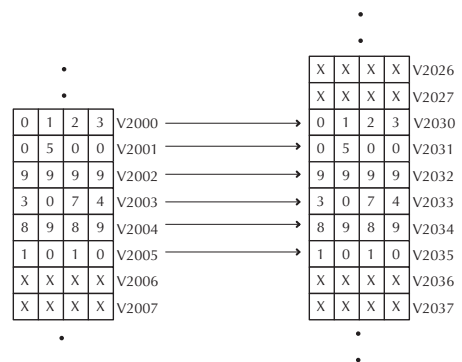 X X X X V2026
X X X X V2027
0 1 2 3 V2000 0 1 2 3 V2030
0 5 0 0 V2001 0 5 0 0 V2031
9 9 9 9 V2002 9 9 9 9 V2032
3 0 7 4 V2003 3 0 7 4 V2033
8 9 8 9 V2004 8 9 8 9 V2034
1 0 1 0 V2005 1 0 1 0 V2035
X X X X V2006 X X X X V2036
X X X X V2007 X X X X V2037